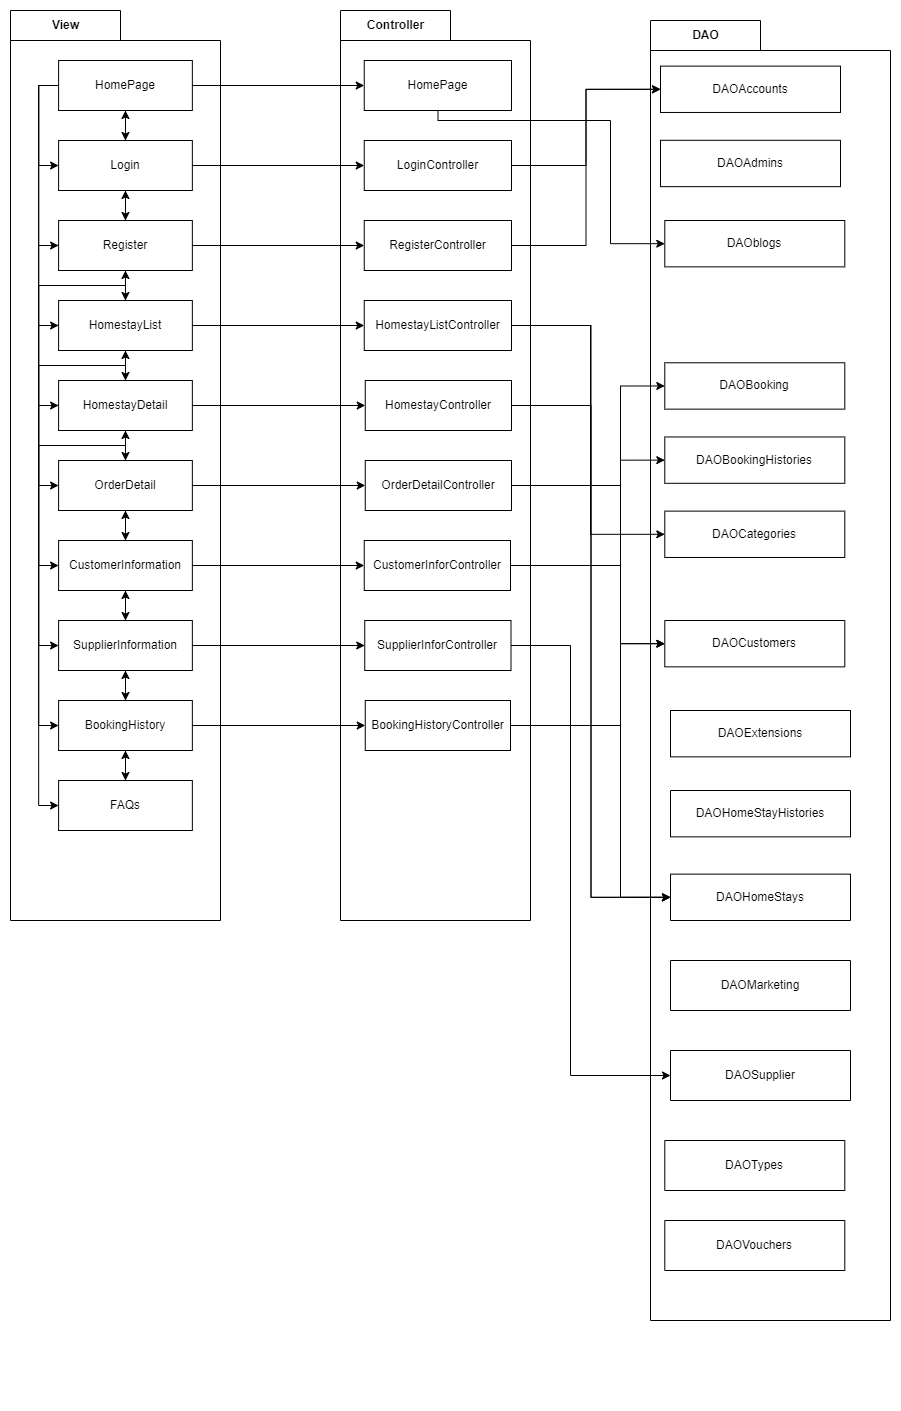 View
HomePage
Login
Register
HomestayList
HomestayDetail
OrderDetail
CustomerInformation
SupplierInformation
BookingHistory
FAQs
Controller
HomePage
LoginController
RegisterController
HomestayListController
HomestayController
OrderDetailController
CustomerInforController
SupplierInforController
BookingHistoryController
DAO
DAOAccounts
DAOAdmins
DAOblogs
DAOBooking
DAOBookingHistories
DAOCategories
DAOCustomers
DAOExtensions
DAOHomeStayHistories
DAOHomeStays
DAOMarketing
DAOSupplier
DAOTypes
DAOVouchers